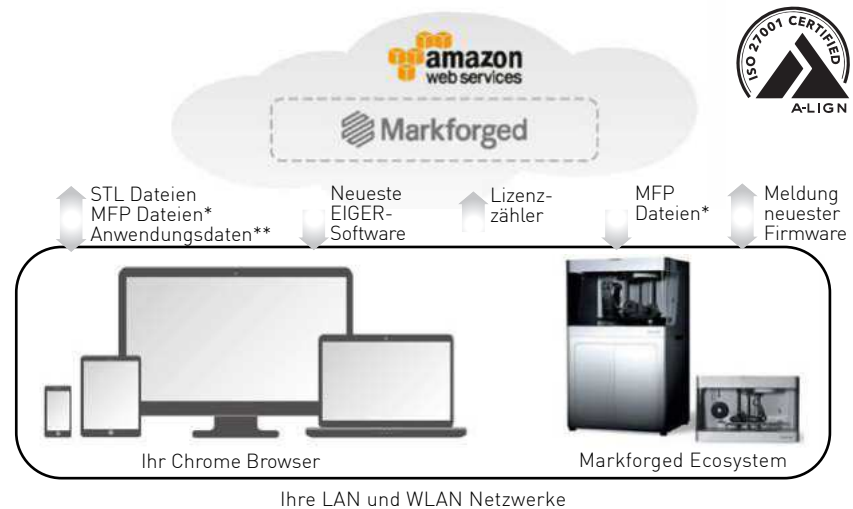 ISO 27001 CERTIFIED
A-LIGN
amazon
web services
Markforged
STL Dateien
MFP Dateien*
Anwendungsdaten**
Neueste
EIGER-
Software
Lizenz-
zähler
MFP
Dateien*
Meldung
neuester
Firmware
Ihr Chrome Browser
Markforged Ecosystem
Ihre LAN und WLAN Netzwerke